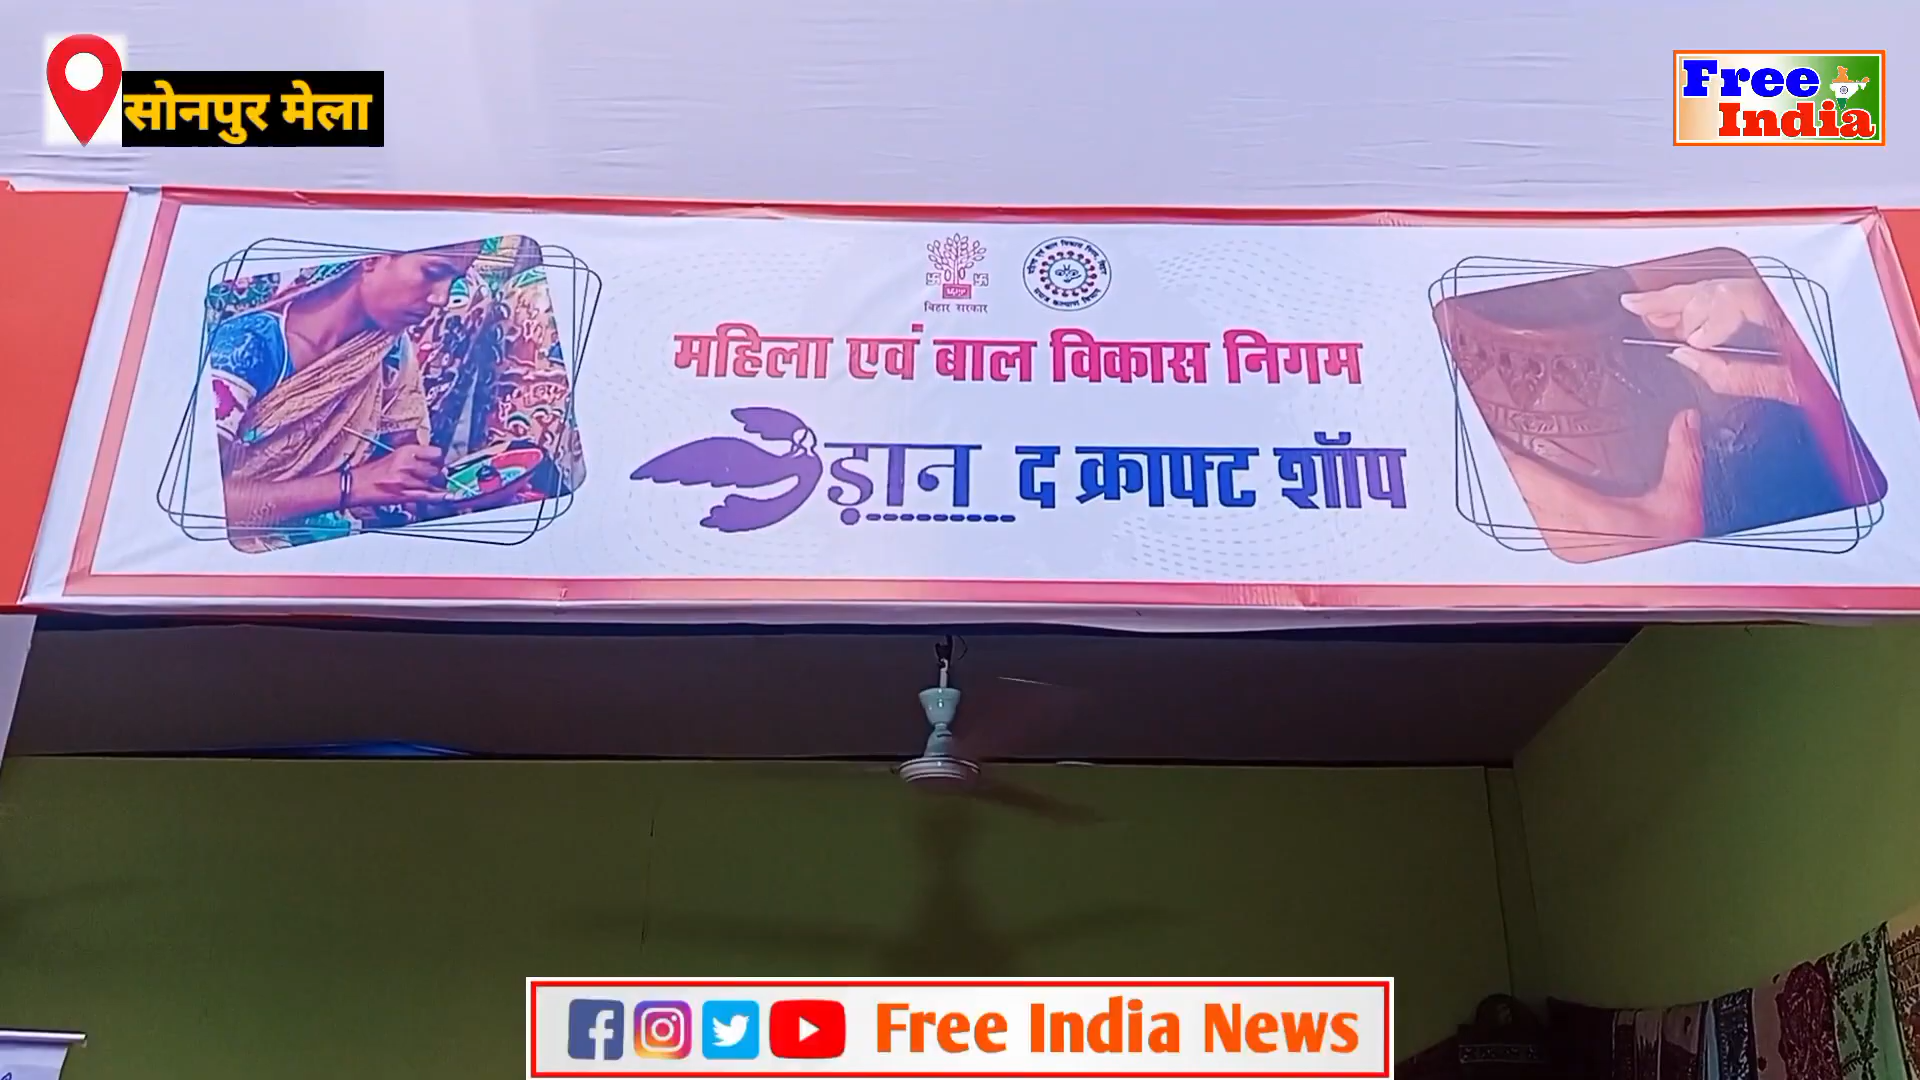 सोनपुर मेला
Free
India
बिहार सरकार
महिला एवं बाल विकास निगम
उड़ान द क्राफ्ट शॉप
Free India News